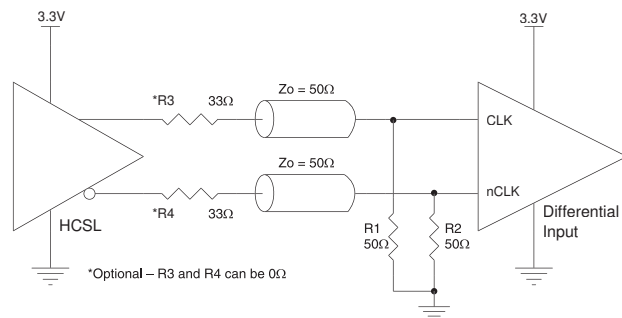 3.3V
3.3V
*R3
33Ω
Zo = 50Ω
CLK
Zo = 50Ω
nCLK
*R4
33Ω
HCSL
R1
50Ω
R2
50Ω
Differential
Input
*Optional – R3 and R4 can be 0Ω